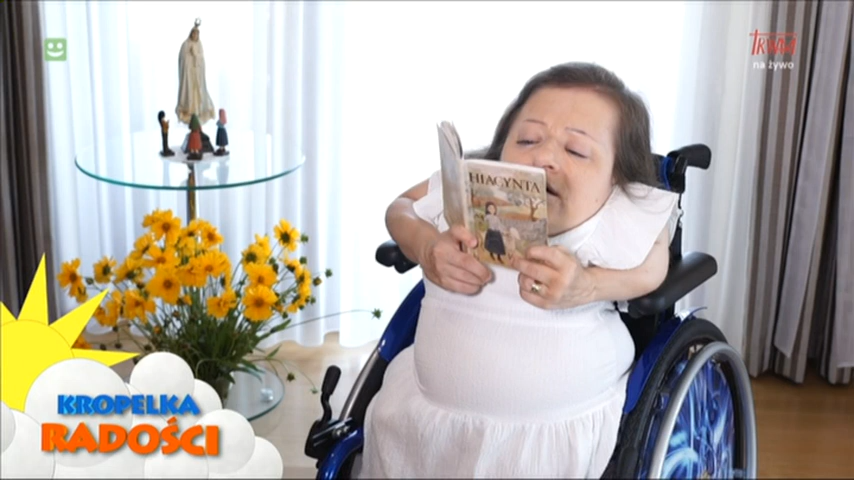 TRWAM
na żywo
HIACYNTA
KROPELKA
RADOŚCI